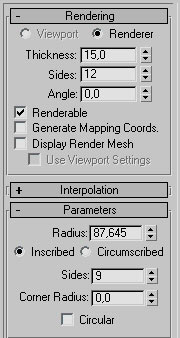 - Rendering
Viewport Renderer
Thickness: 15,0
Sides: 12
Angle: 0,0
Renderable
Generate Mapping Coords.
Display Render Mesh
Use Viewport Settings
+ Interpolation
- Parameters
Radius: 87,645
Inscribed Circumscribed
Sides: 9
Corner Radius: 0,0
Circular